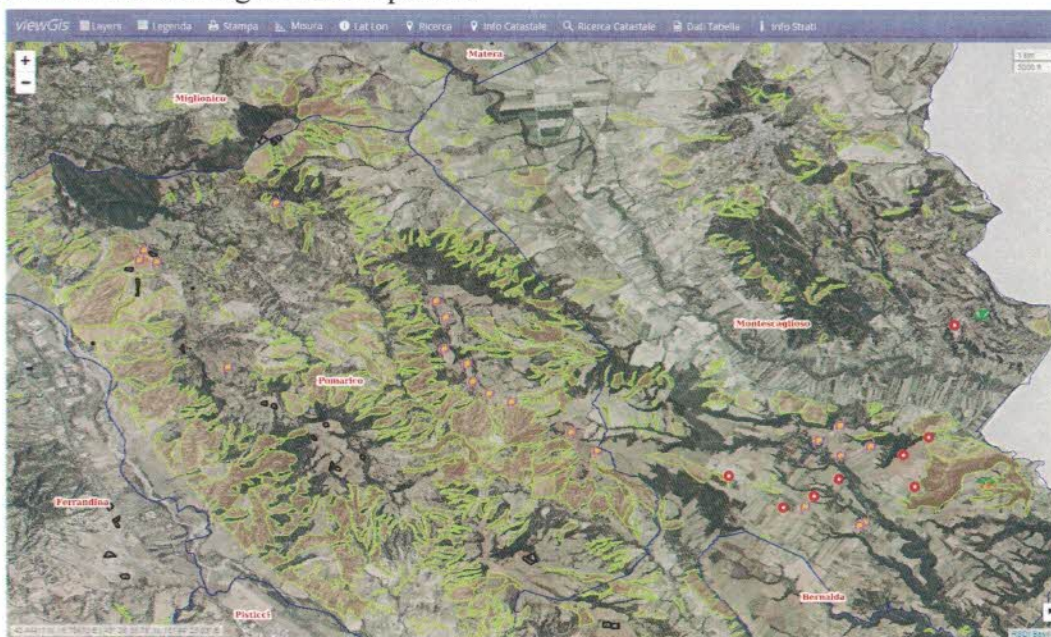 viewGis Layers Legenda Stampa Misura Lat Lon Ricerca Info Catastale Ricerca Catastale Dati Tabella Info Strati
+
−
Matera
1 km
5000 ft
Miglionico
Montescaglioso
Pomarico
Ferrandina
Bernalda
Pisticci